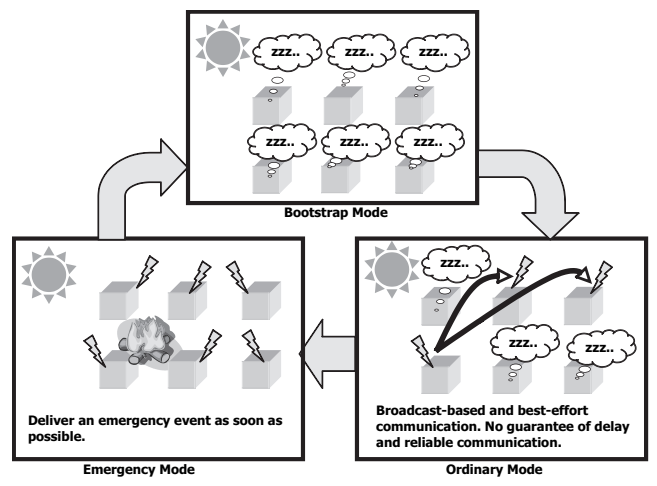 zzz..
zzz..
zzz..
zzz..
zzz..
zzz..
Bootstrap Mode
Deliver an emergency event as soon as
possible.
Emergency Mode
zzz..
zzz..
zzz..
Broadcast-based and best-effort
communication. No guarantee of delay
and reliable communication.
Ordinary Mode